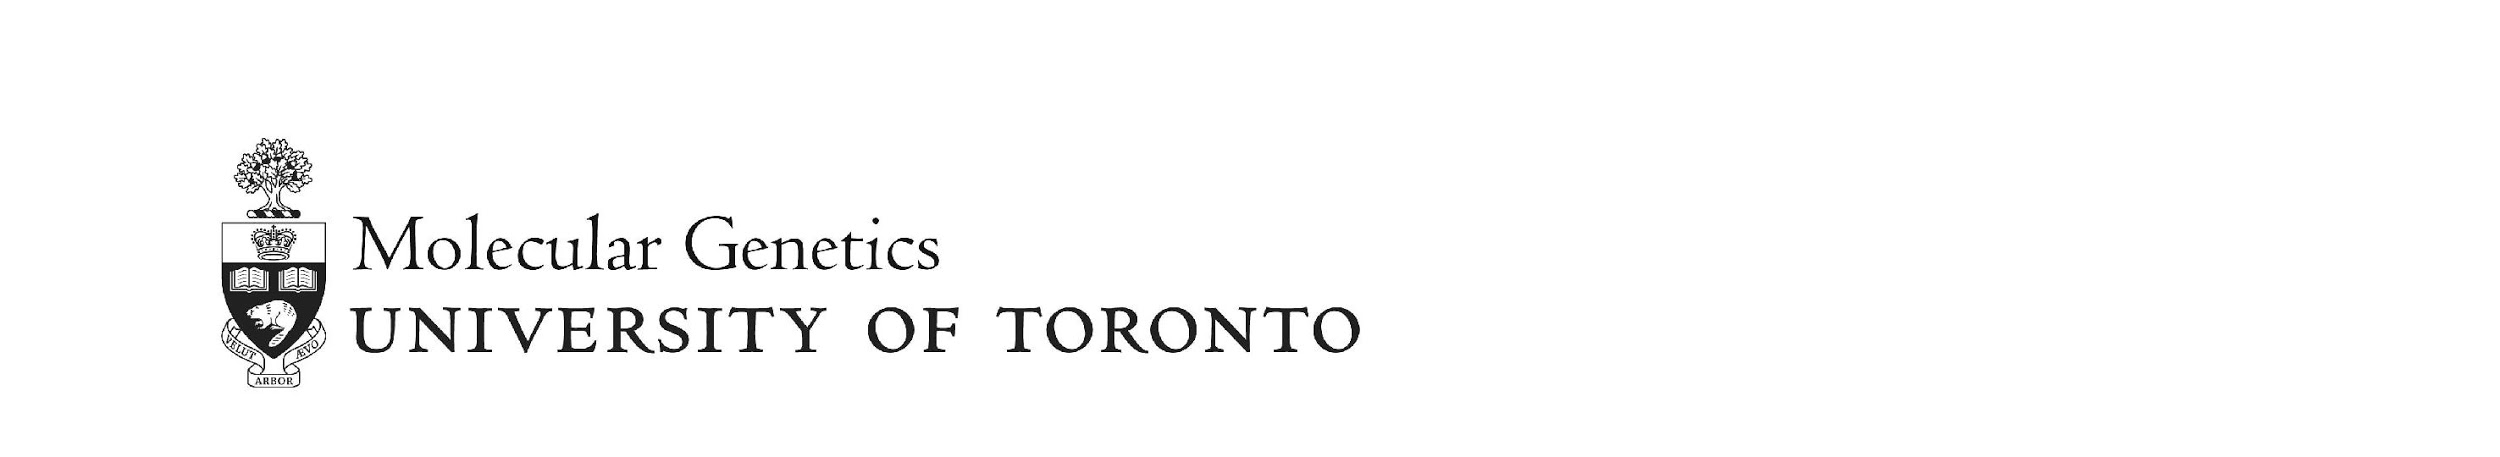 Molecular Genetics
UNIVERSITY OF TORONTO
VELUT
ARBOR
ÆVO